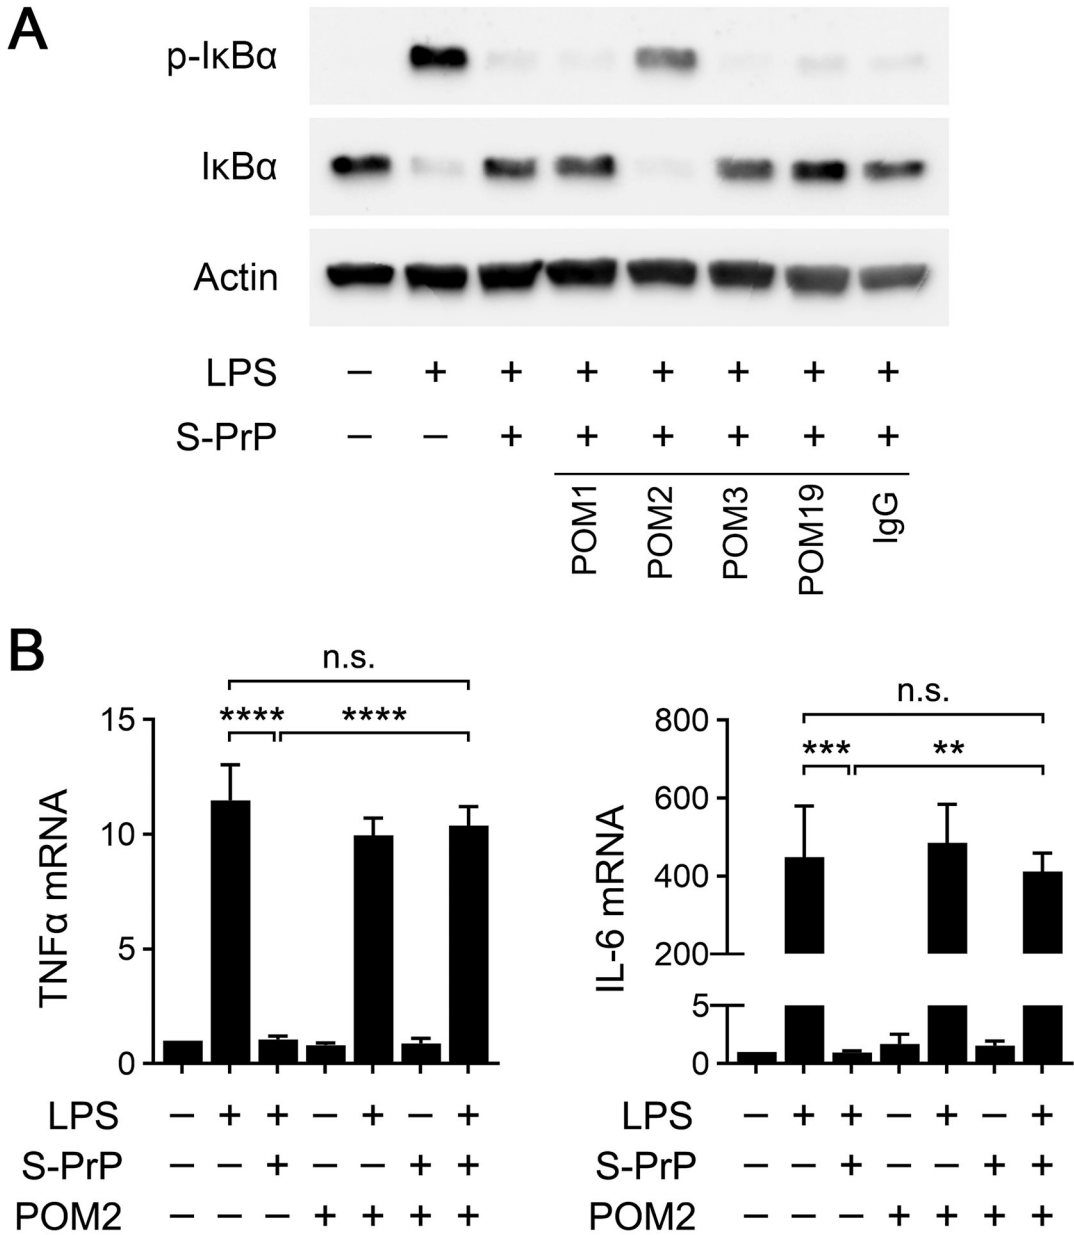 A
p-IκBα
IκBα
Actin
LPS – + + + + + + +
S-PrP – – + + + + + +
POM1 POM2 POM3 POM19 IgG
B
n.s.
**** ****
15
10
5
0
TNFα mRNA
LPS – + + – + – +
S-PrP – – + – – + +
POM2 – – – + + + +
n.s.
*** **
800
600
400
200
5
0
IL-6 mRNA
LPS – + + – + – +
S-PrP – – + – – + +
POM2 – – – + + + +